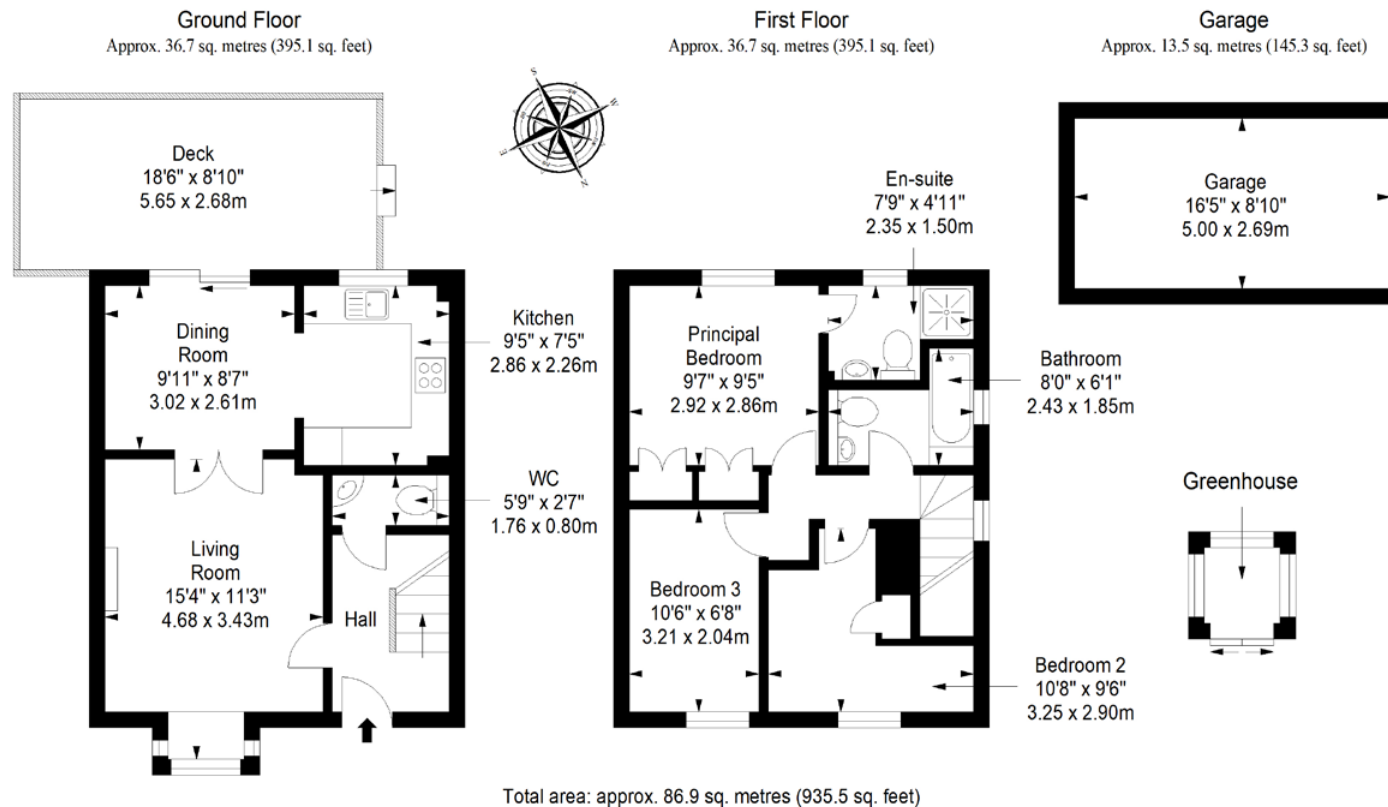 Ground Floor
Approx. 36.7 sq. metres (395.1 sq. feet)
First Floor
Approx. 36.7 sq. metres (395.1 sq. feet)
Garage
Approx. 13.5 sq. metres (145.3 sq. feet)
S
W
E
N
Deck
18'6" x 8'10"
5.65 x 2.68m
En-suite
7'9" x 4'11"
2.35 x 1.50m
Garage
16'5" x 8'10"
5.00 x 2.69m
Dining
Room
9'11" x 8'7"
3.02 x 2.61m
Kitchen
9'5" x 7'5"
2.86 x 2.26m
Principal
Bedroom
9'7" x 9'5"
2.92 x 2.86m
Bathroom
8'0" x 6'1"
2.43 x 1.85m
WC
5'9" x 2'7"
1.76 x 0.80m
Greenhouse
Living
Room
15'4" x 11'3"
4.68 x 3.43m
Hall
Bedroom 3
10'6" x 6'8"
3.21 x 2.04m
Bedroom 2
10'8" x 9'6"
3.25 x 2.90m
Total area: approx. 86.9 sq. metres (935.5 sq. feet)